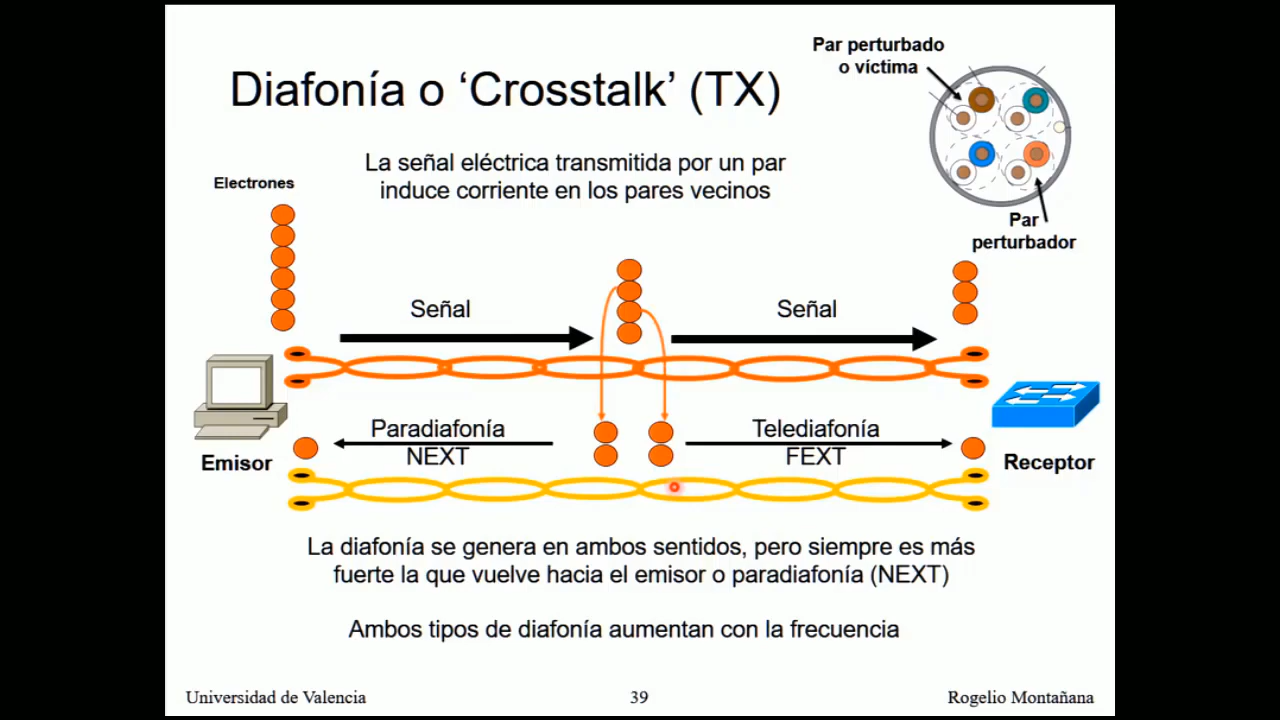 Diafonía o ‘Crosstalk’ (TX)
Par perturbado
o víctima
La señal eléctrica transmitida por un par
induce corriente en los pares vecinos
Electrones
Par
perturbador
Señal
Señal
Paradiafonía
NEXT
Telediafonía
FEXT
Emisor
Receptor
La diafonía se genera en ambos sentidos, pero siempre es más
fuerte la que vuelve hacia el emisor o paradiafonía (NEXT)
Ambos tipos de diafonía aumentan con la frecuencia
Universidad de Valencia
39
Rogelio Montañana